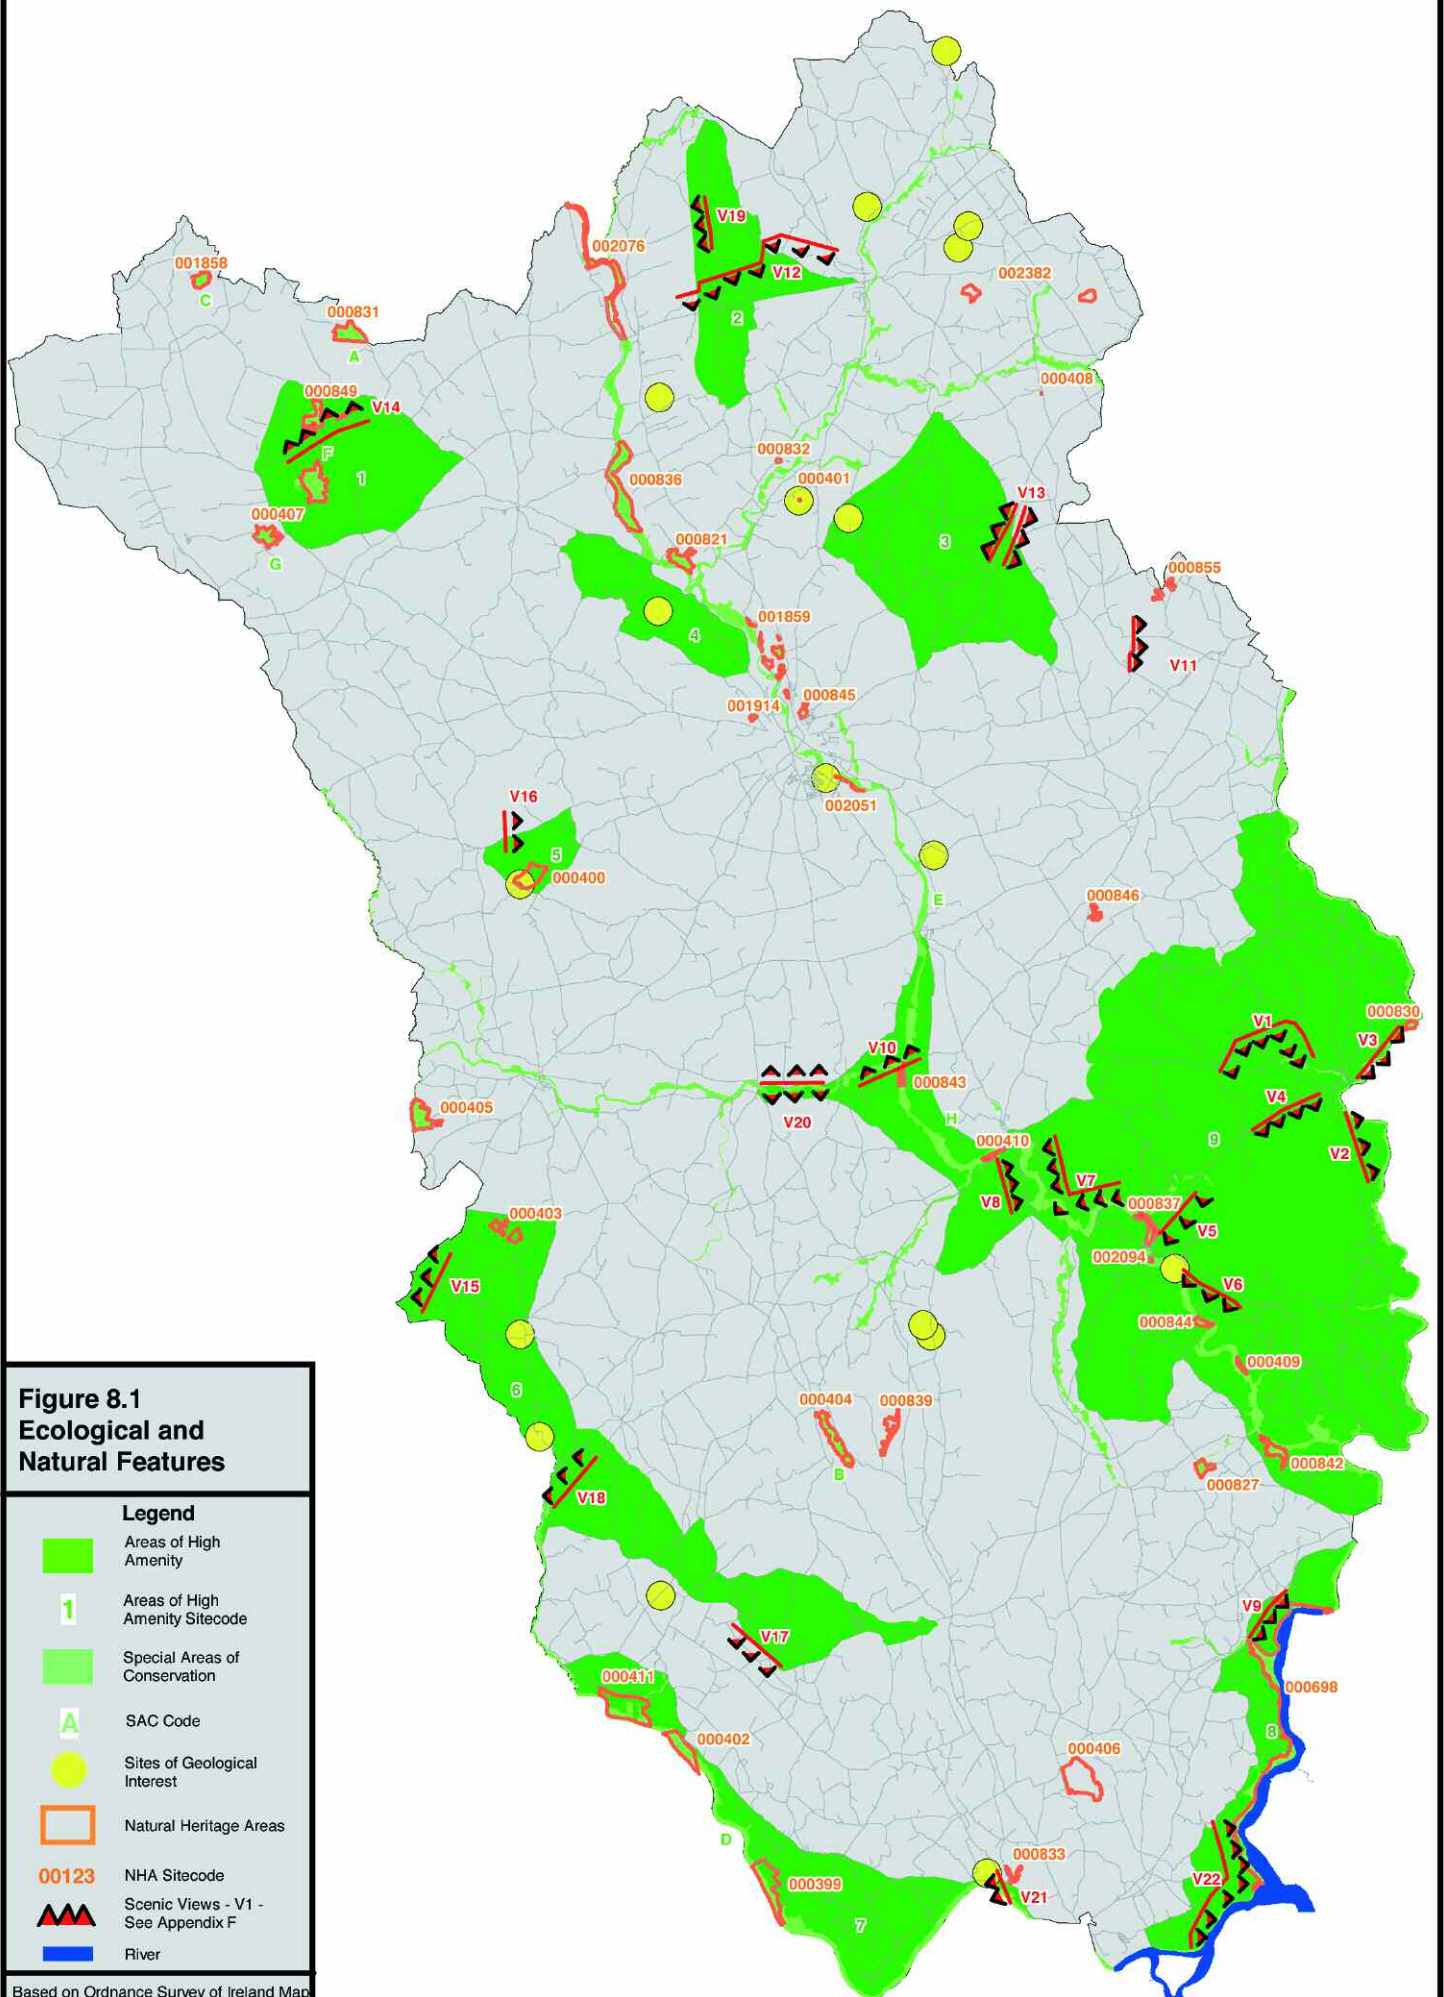 V19
002076
001858
V12
002382
C
000831
2
A
000408
000849
V14
000832
F
000836
000401
1
V13
000407
3
000821
G
000855
001859
4
V11
000845
001914
V16
002051
5
000400
E
000846
000830
V1
V3
V10
000843
V4
000405
H
V20
9
000410
V2
V7
V8
000837
000403
V5
002094
V15
V6
000844
000409
6
000404
000839
B
000842
V18
000827
V9
V17
000411
000698
8
000402
000406
D
000833
V22
000399
V21
7
Figure 8.1
Ecological and
Natural Features
Legend
Areas of High
Amenity
1
Areas of High
Amenity Sitecode
Special Areas of
Conservation
A
SAC Code
Sites of Geological
Interest
Natural Heritage Areas
00123
NHA Sitecode
Scenic Views - V1 -
See Appendix F
River
Based on Ordnance Survey of Ireland Map